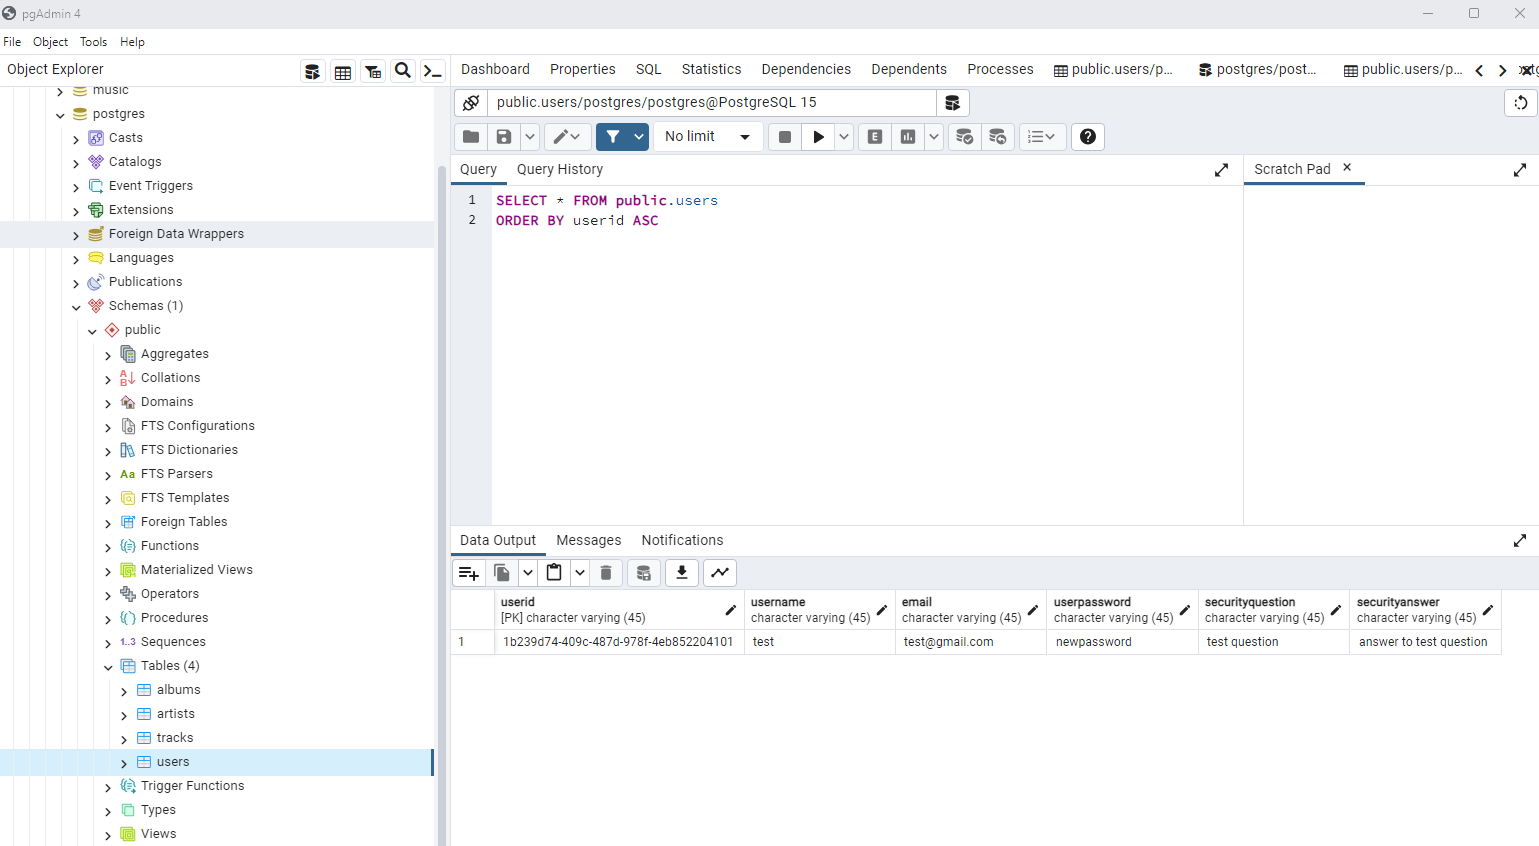 pgAdmin 4
File Object Tools Help
Object Explorer
music
postgres
Casts
Catalogs
Event Triggers
Extensions
Foreign Data Wrappers
Languages
Publications
Schemas (1)
public
Aggregates
Collations
Domains
FTS Configurations
FTS Dictionaries
Aa FTS Parsers
FTS Templates
Foreign Tables
Functions
Materialized Views
Operators
Procedures
1..3 Sequences
Tables (4)
albums
artists
tracks
users
Trigger Functions
Types
Views
Dashboard Properties SQL Statistics Dependencies Dependents Processes public.users/p... postgres/post... public.users/p...
public.users/postgres/postgres@PostgreSQL 15
No limit
E
Query Query History
Scratch Pad
1 SELECT * FROM public.users
2 ORDER BY userid ASC
Data Output Messages Notifications
userid username email userpassword securityquestion securityanswer
[PK] character varying (45) character varying (45) character varying (45) character varying (45) character varying (45) character varying (45)
1 1b239d74-409c-487d-978f-4eb852204101 test test@gmail.com newpassword test question answer to test question